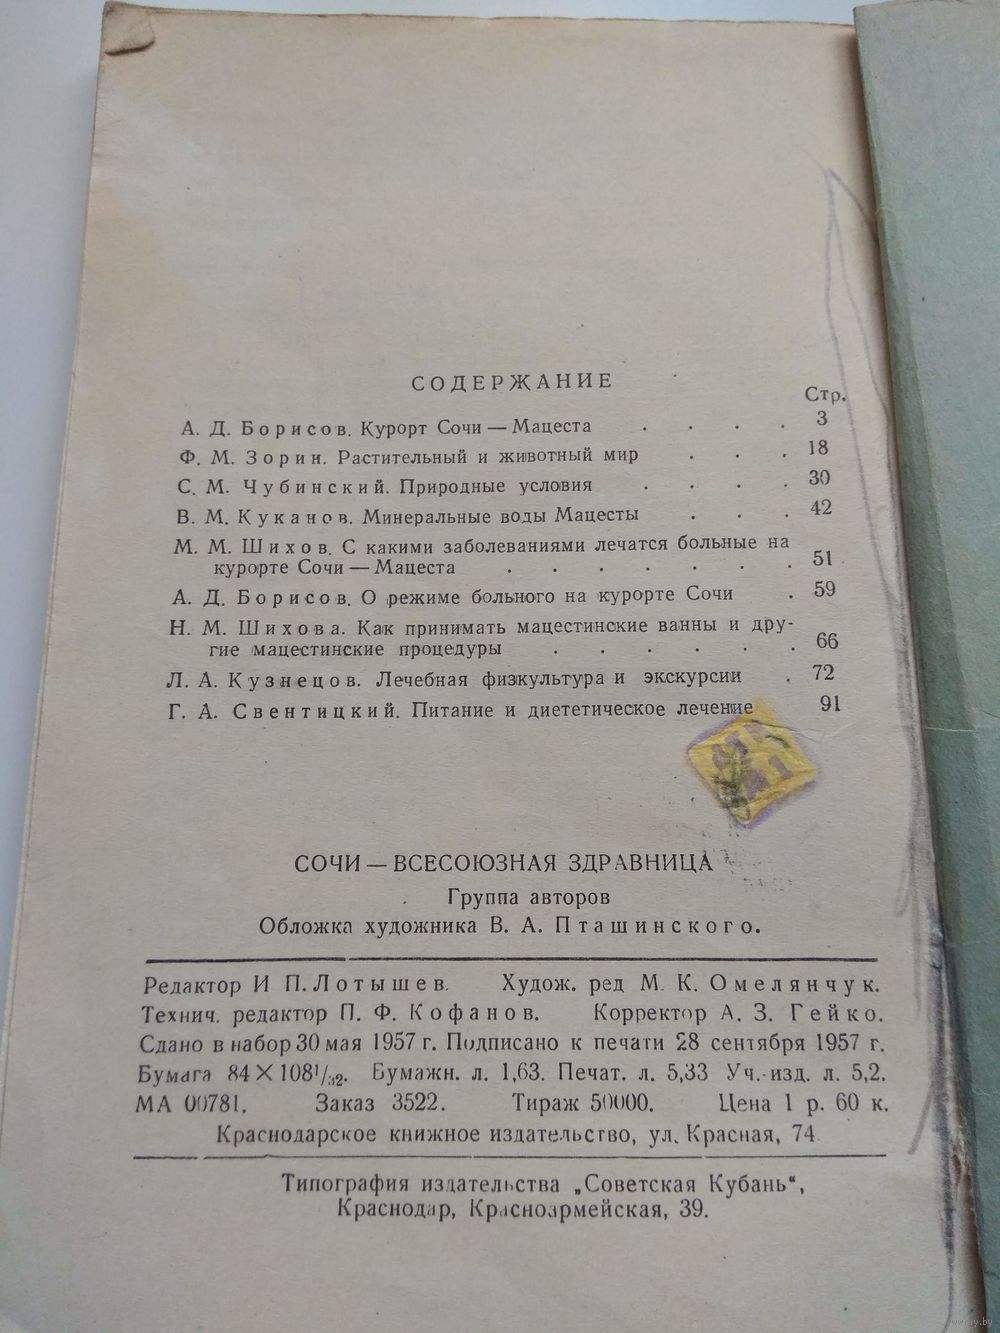 СОДЕРЖАНИЕ
Стр.
А. Д. Борисов. Курорт Сочи — Мацеста . . . . 3
Ф. М. Зорин. Растительный и животный мир . . . 18
С. М. Чубинский. Природные условия . . . . 30
В. М. Куканов. Минеральные воды Мацесты . . . 42
М. М. Шихов. С какими заболеваниями лечатся больные на
курорте Сочи — Мацеста . . . . . . . 51
А. Д. Борисов. О режиме больного на курорте Сочи . 59
Н. М. Шихова. Как принимать мацестинские ванны и дру-
гие мацестинские процедуры . . . . . . 66
Л. А. Кузнецов. Лечебная физкультура и экскурсии . 72
Г. А. Свентицкий. Питание и диететическое лечение 91
СОЧИ — ВСЕСОЮЗНАЯ ЗДРАВНИЦА
Группа авторов
Обложка художника В. А. Пташинского.
Редактор И П. Лотышев. Худож. ред М. К. Омелянчук.
Технич. редактор П. Ф. Кофанов. Корректор А. З. Гейко.
Сдано в набор 30 мая 1957 г. Подписано к печати 28 сентября 1957 г.
Бумага 84×108¹/₃₂. Бумажн. л. 1,63. Печат. л. 5,33 Уч.-изд. л. 5,2.
МА 00781. Заказ 3522. Тираж 50000. Цена 1 р. 60 к.
Краснодарское книжное издательство, ул. Красная, 74
Типография издательства „Советская Кубань“,
Краснодар, Красноармейская, 39.